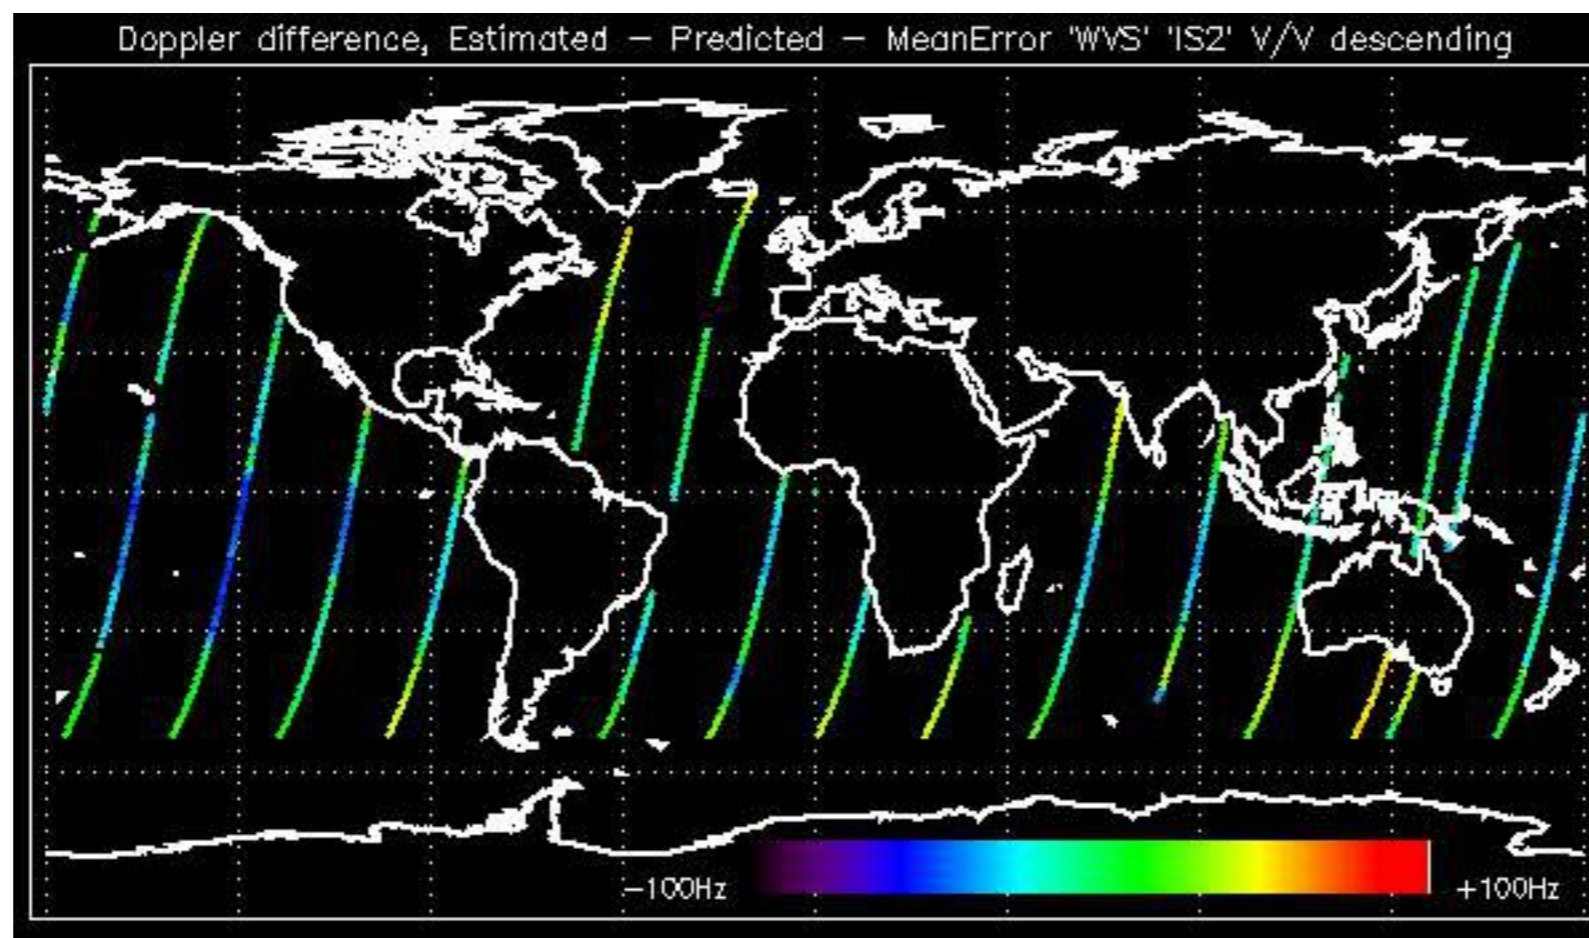 Doppler difference, Estimated – Predicted – MeanError 'WVS' 'IS2' V/V descending
–100Hz +100Hz